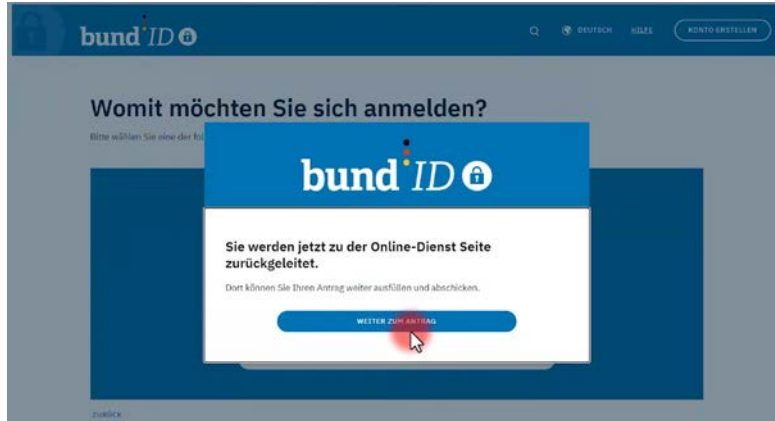 bund ID
DEUTSCH HILFE KONTO ERSTELLEN
Womit möchten Sie sich anmelden?
Bitte wählen Sie eine der fol
bund ID
Sie werden jetzt zu der Online-Dienst Seite
zurückgeleitet.
Dort können Sie Ihren Antrag weiter ausfüllen und abschicken.
WEITER ZUM ANTRAG
ZURÜCK